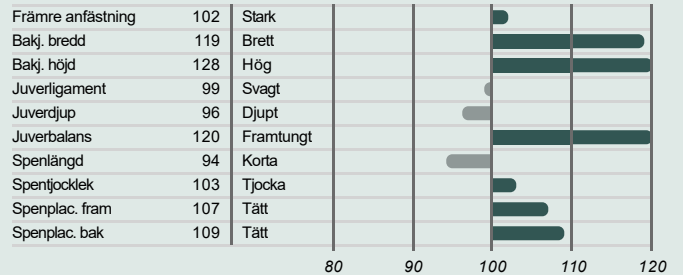 Främre anfästning 102 Stark
Bakj. bredd 119 Brett
Bakj. höjd 128 Hög
Juverligament 99 Svagt
Juverdjup 96 Djupt
Juverbalans 120 Framtungt
Spenlängd 94 Korta
Spentjocklek 103 Tjocka
Spenplac. fram 107 Tätt
Spenplac. bak 109 Tätt
80 90 100 110 120